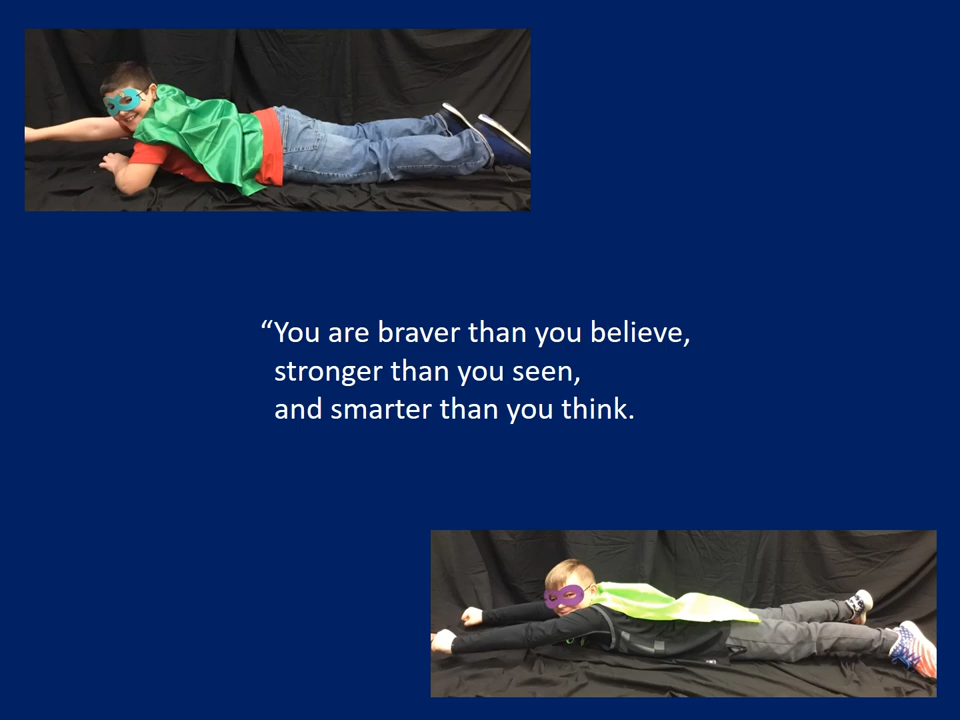 “You are braver than you believe,
stronger than you seen,
and smarter than you think.